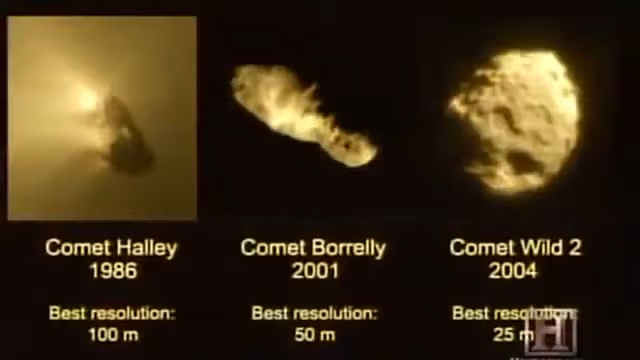 Comet Halley
1986
Best resolution:
100 m
Comet Borrelly
2001
Best resolution:
50 m
Comet Wild 2
2004
Best resolution:
25 m
H